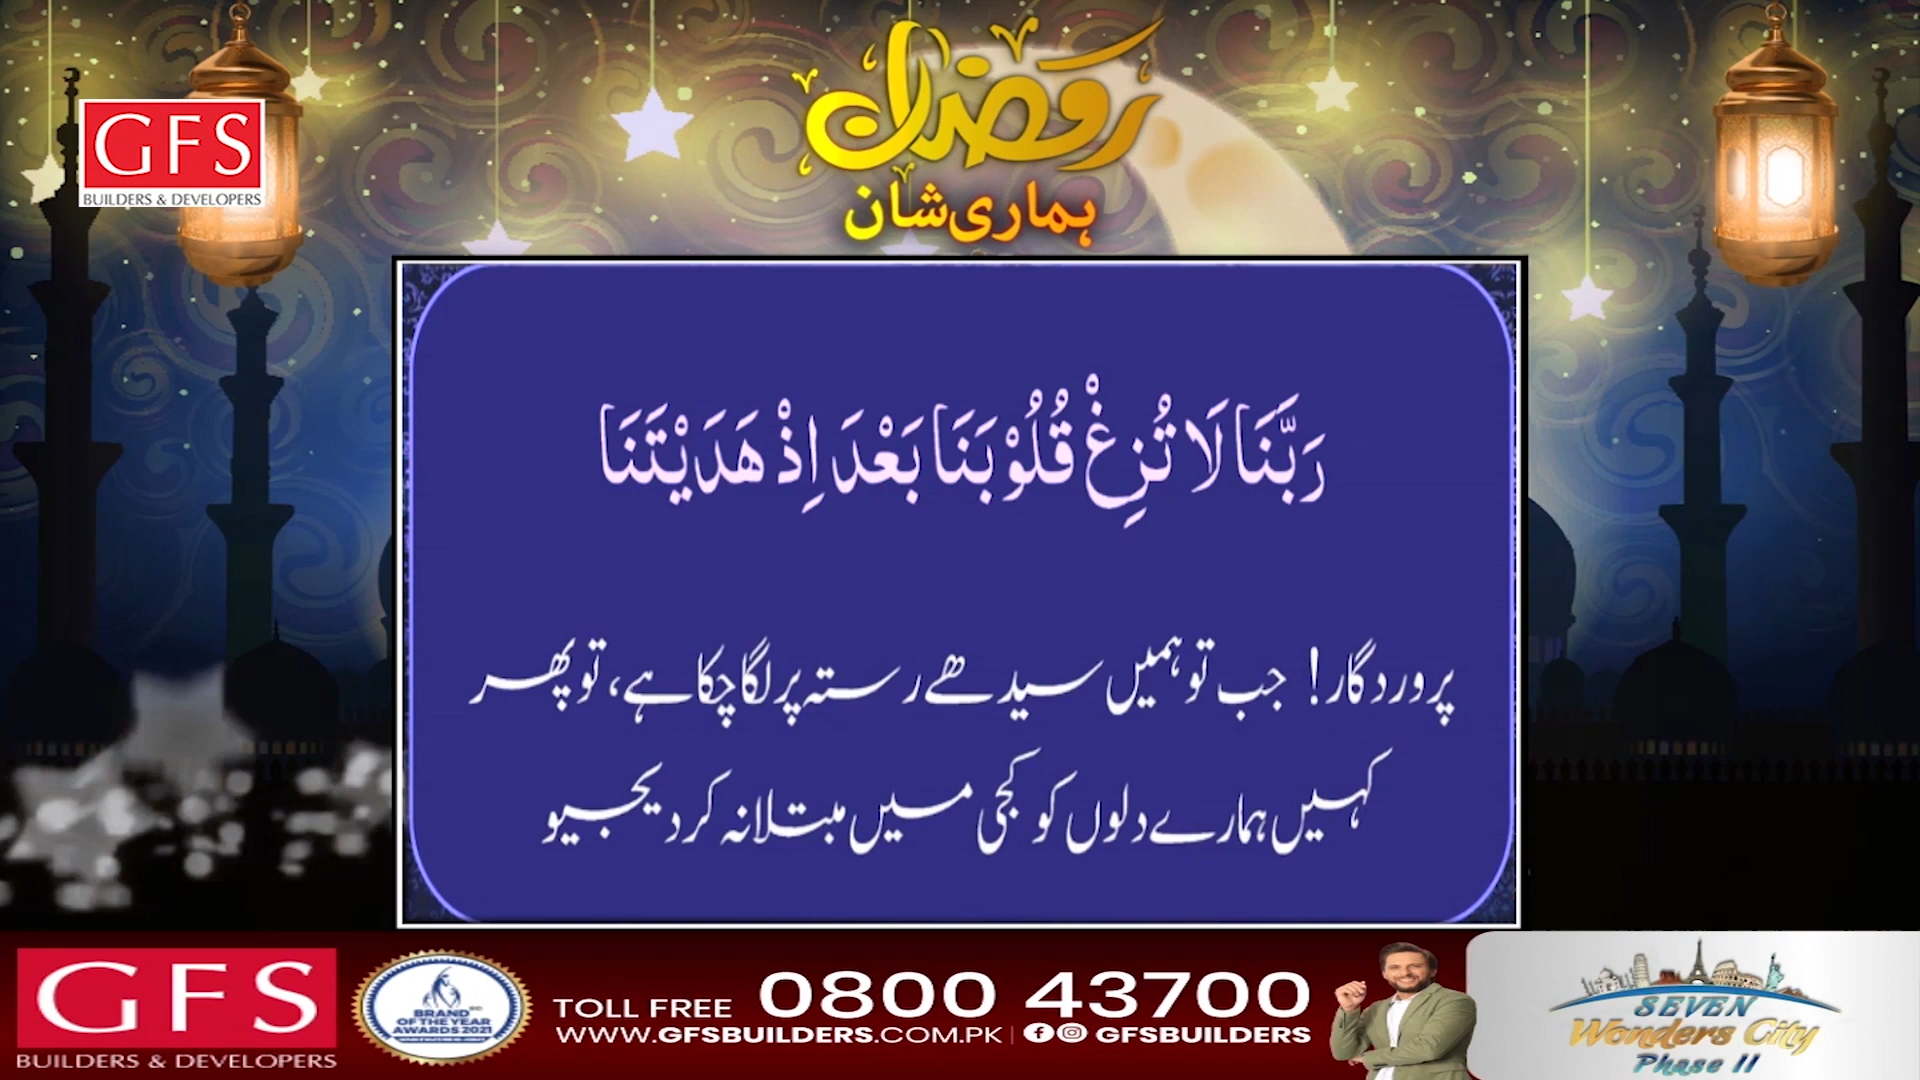 رمضان
ہماری شان
GFS
BUILDERS & DEVELOPERS
رَبَّنَا لَا تُزِغْ قُلُوْبَنَا بَعْدَ اِذْ هَدَيْتَنَا
پروردگار! جب تو ہمیں سیدھے رستہ پر لگا چکا ہے، تو پھر
کہیں ہمارے دلوں کو کجی میں مبتلا نہ کر دیجیو
GFS
BUILDERS & DEVELOPERS
BRAND
OF THE YEAR
AWARDS 2021
TOLL FREE 0800 43700
WWW.GFSBUILDERS.COM.PK | GFSBUILDERS
SEVEN
Wonders City
Phase II